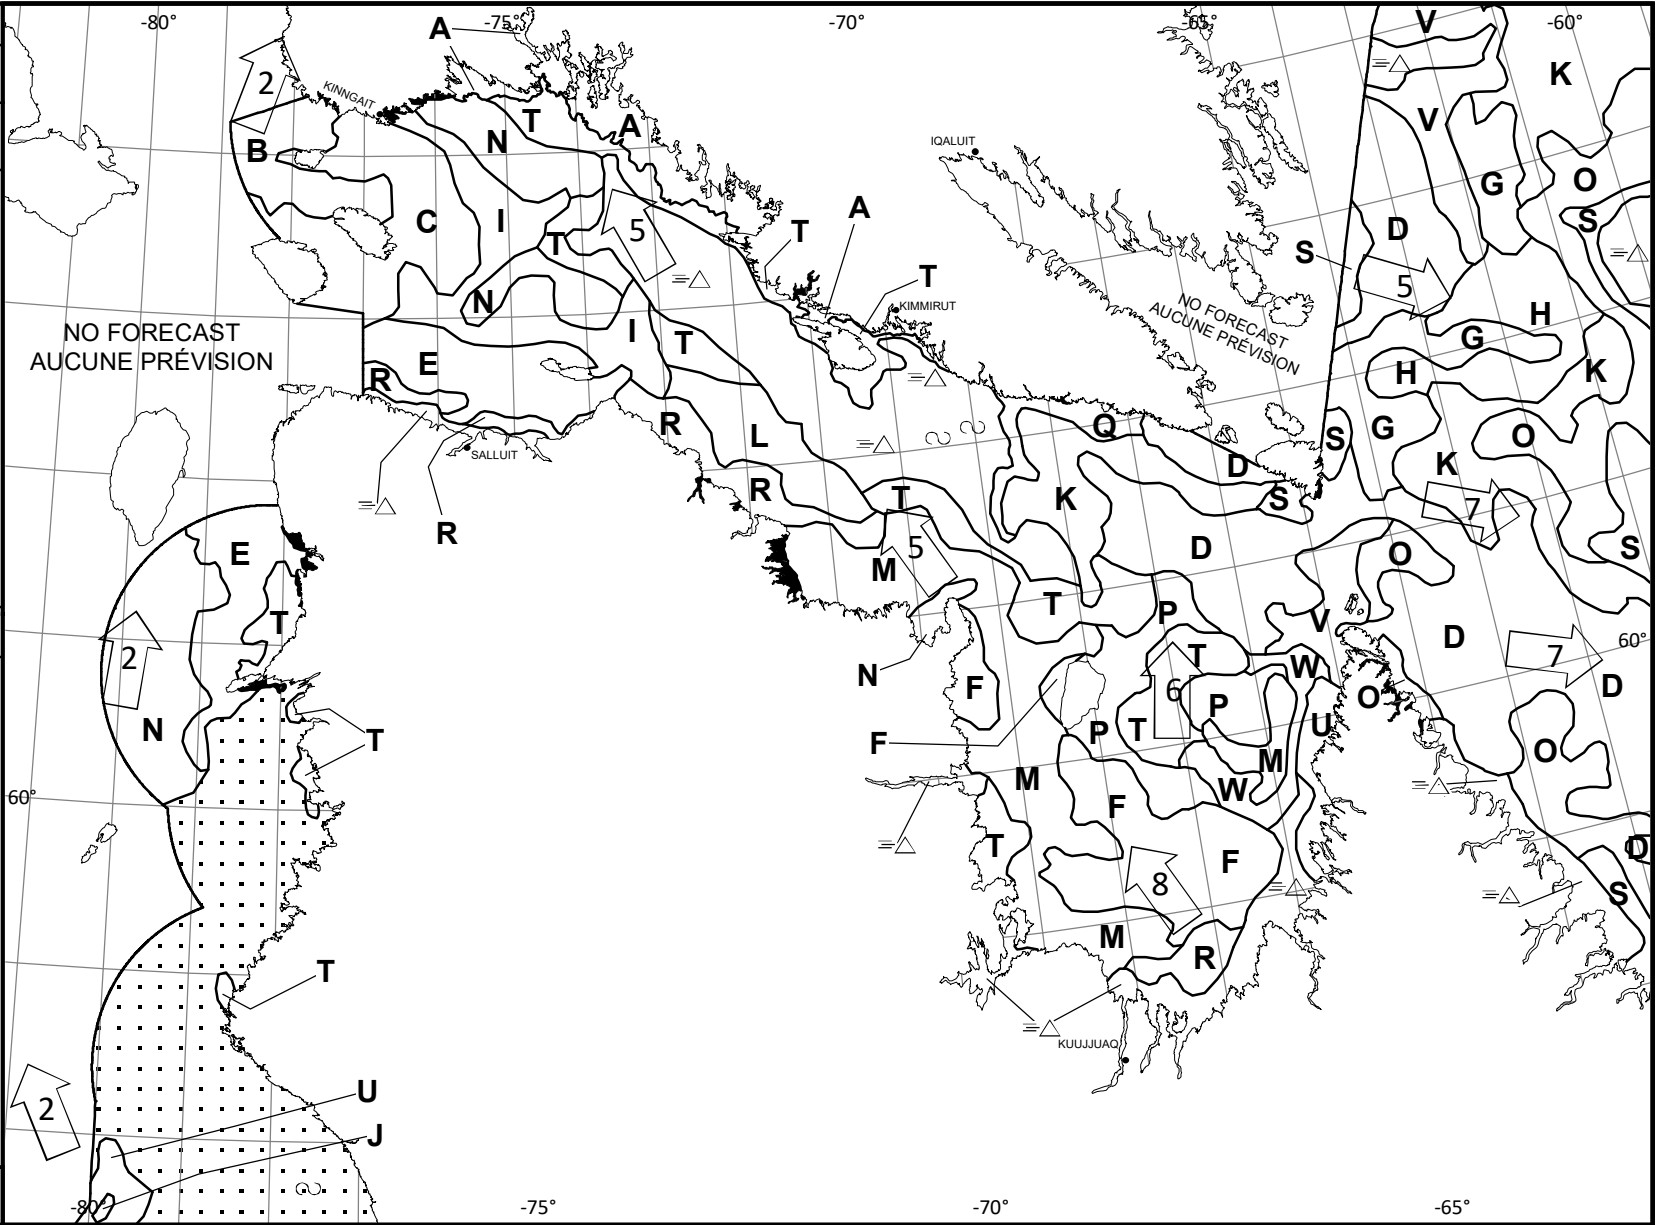 -80°
A
-75°
-70°
-65°
V
-60°
K
2
KINNGAIT
T
A
N
V
B
IQALUIT
G
O
C
I
T
5
T
A
S
D
S
T
N
KIMMIRUT
NO FORECAST
AUCUNE PRÉVISION
5
H
G
NO FORECAST
AUCUNE PRÉVISION
I
T
E
R
H
K
R
L
Q
S
G
O
SALLUIT
D
K
R
T
K
S
7
R
E
5
D
O
S
M
T
T
P
V
D
60°
2
N
T
W
7
F
6
D
N
T
F
P
T
P
O
U
O
M
M
W
60°
F
T
F
D
8
S
M
R
T
KUUJJUAQ
2
U
J
-80°
-75°
-70°
-65°